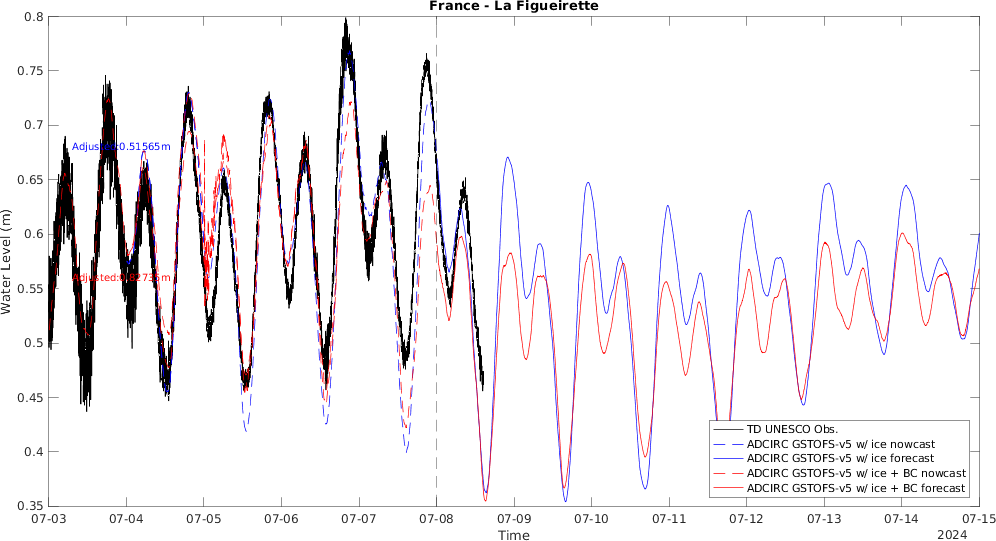 France - La Figueirette
0.8
0.75
0.7
0.65
0.6
0.55
0.5
0.45
0.4
0.35
Water Level (m)
Adjusted:0.51565m
07-03
07-04
07-05
07-06
07-07
07-08
07-09
07-10
07-11
07-12
07-13
07-14
07-15
Time
2024
TD UNESCO Obs.
ADCIRC GSTOFS-v5 w/ ice nowcast
ADCIRC GSTOFS-v5 w/ ice forecast
ADCIRC GSTOFS-v5 w/ ice + BC nowcast
ADCIRC GSTOFS-v5 w/ ice + BC forecast